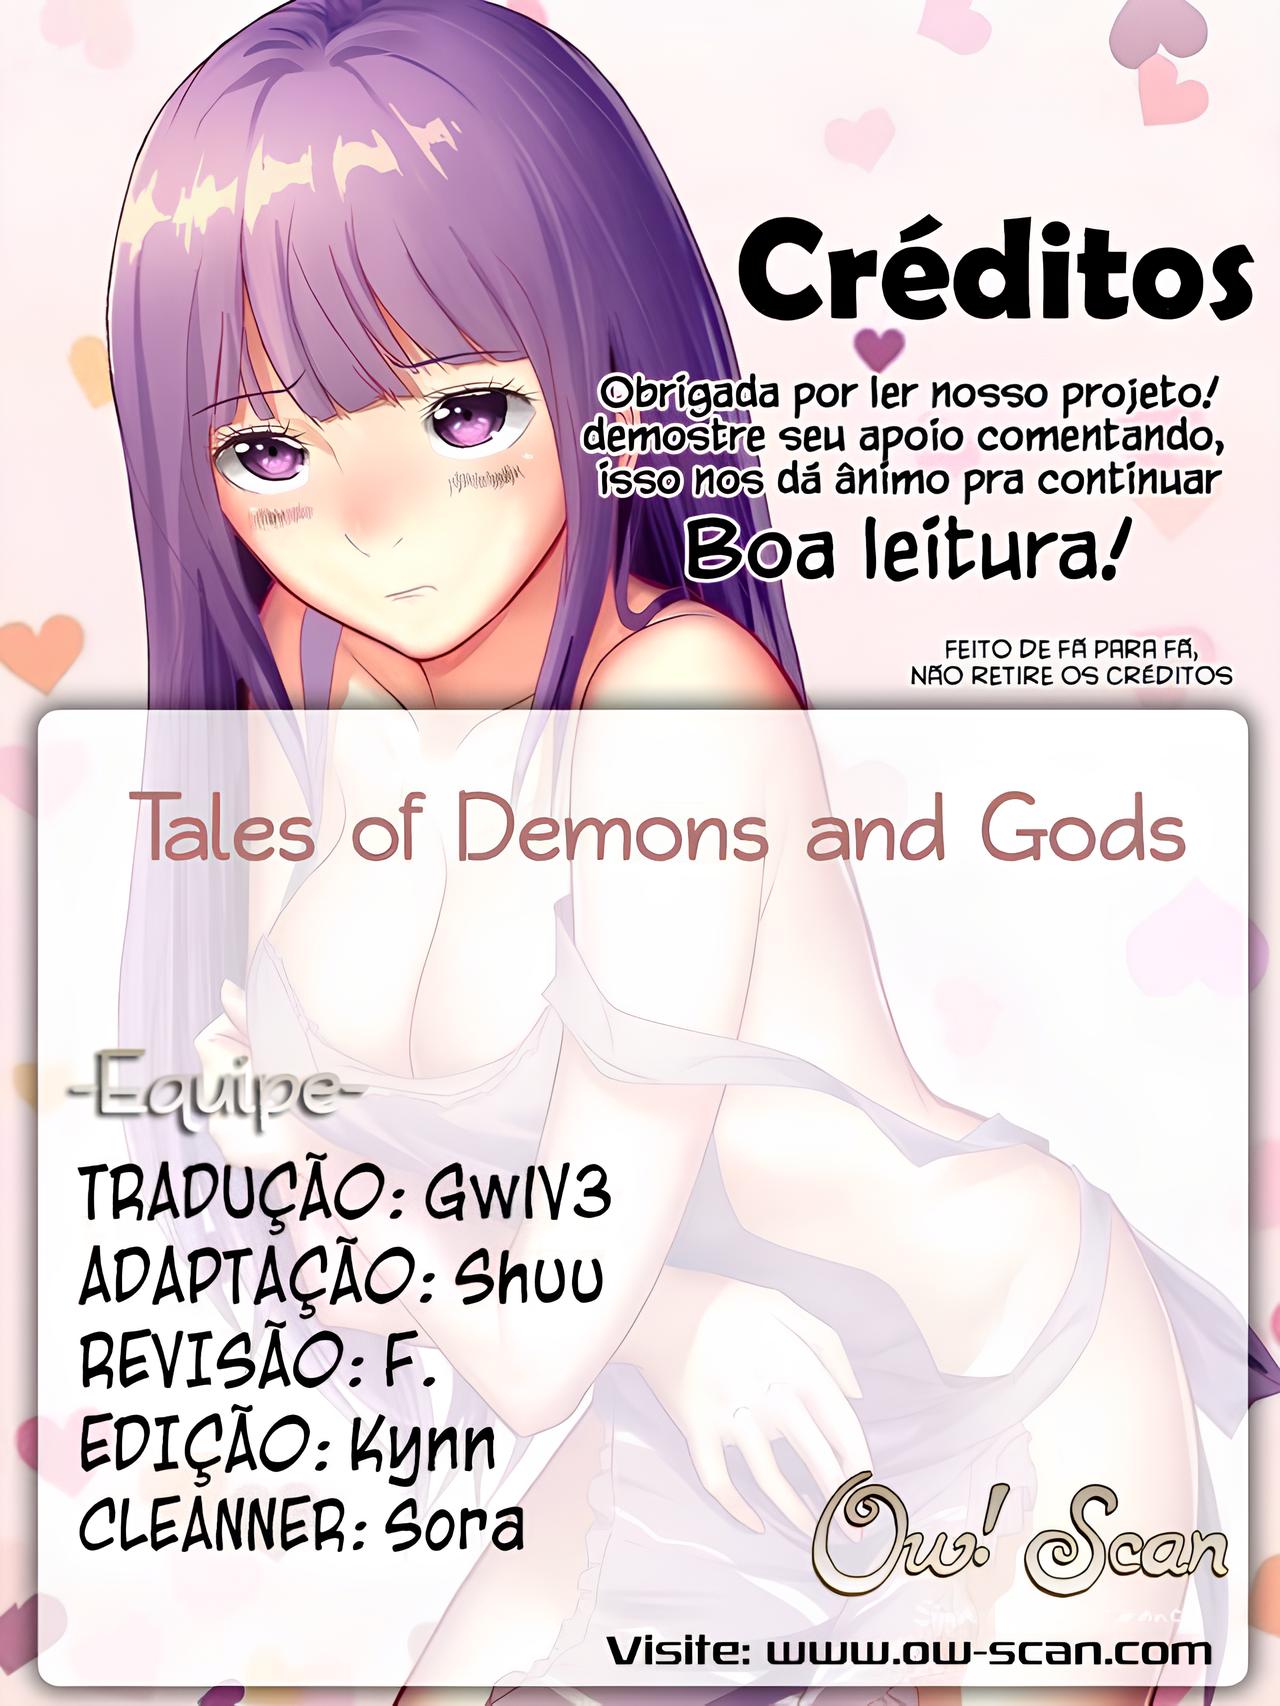 Créditos
Obrigada por ler nosso projeto!
demostre seu apoio comentando,
isso nos dá ânimo pra continuar
Boa leitura!
FEITO DE FÃ PARA FÃ,
NÃO RETIRE OS CRÉDITOS
Tales of Demons and Gods
-Equipe-
TRADUÇÃO: GwIV3
ADAPTAÇÃO: Shuu
REVISÃO: F.
EDIÇÃO: Kynn
CLEANNER: Sora
Ow! Scan
Visite: www.ow-scan.com